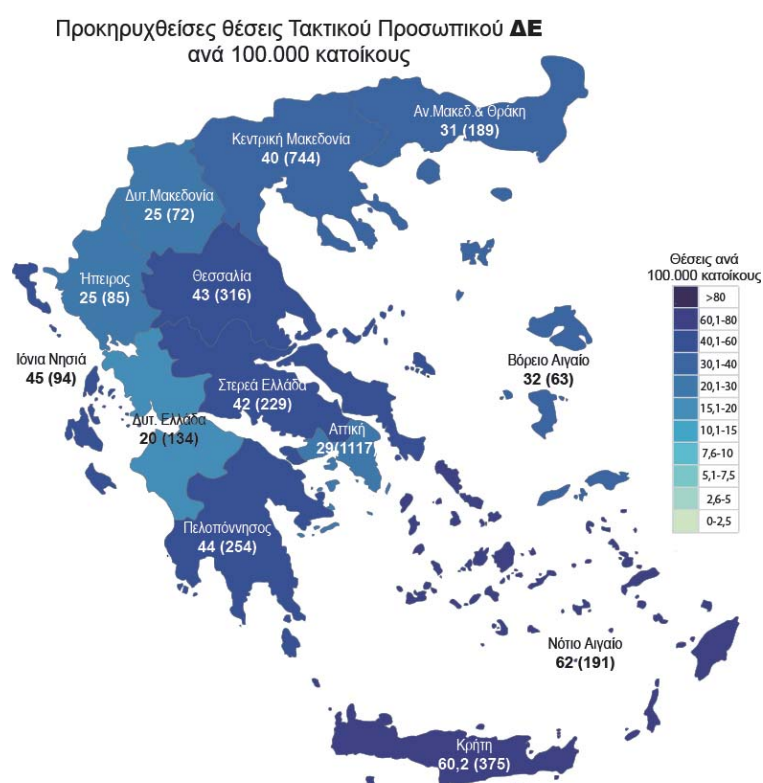 Προκηρυχθείσες θέσεις Τακτικού Προσωπικού ΔΕ
ανά 100.000 κατοίκους
Αν.Μακεδ.& Θράκη
31 (189)
Κεντρική Μακεδονία
40 (744)
Δυτ.Μακεδονία
25 (72)
Ήπειρος
25 (85)
Θεσσαλία
43 (316)
Ιόνια Νησιά
45 (94)
Στερεά Ελλάδα
42 (229)
Βόρειο Αιγαίο
32 (63)
Δυτ. Ελλάδα
20 (134)
Αττική
29(1117)
Πελοπόννησος
44 (254)
Νότιο Αιγαίο
62 (191)
Κρήτη
60,2 (375)
Θέσεις ανά
100.000 κατοίκους
>80
60,1-80
40,1-60
30,1-40
20,1-30
15,1-20
10,1-15
7,6-10
5,1-7,5
2,6-5
0-2,5